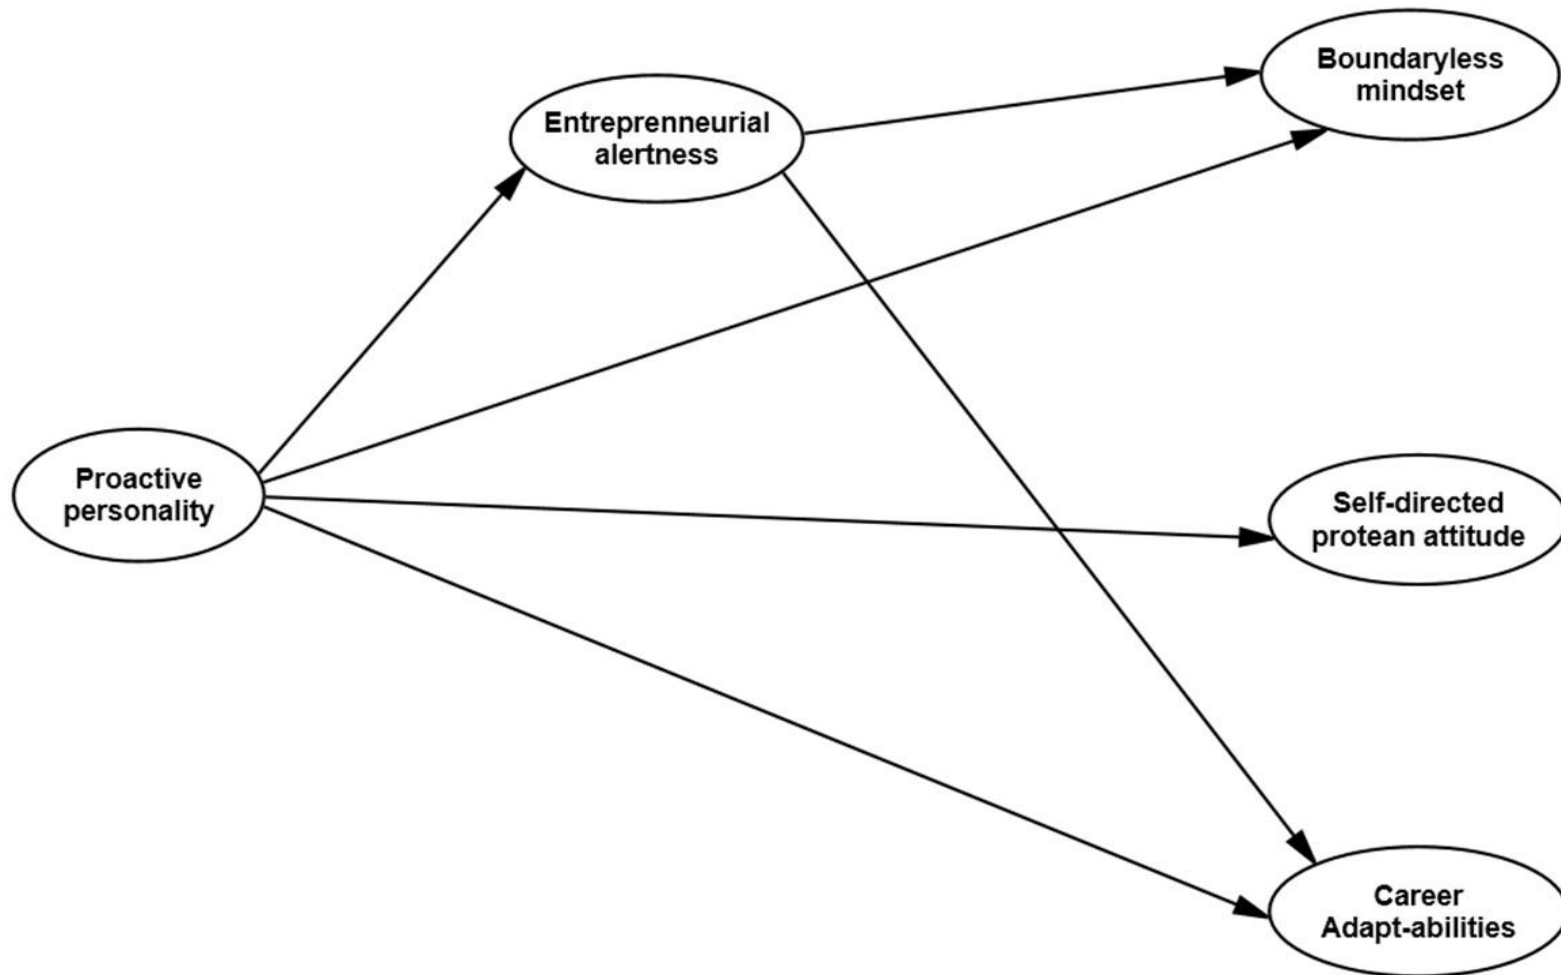 Boundaryless
mindset
Entreprenneurial
alertness
Proactive
personality
Self-directed
protean attitude
Career
Adapt-abilities